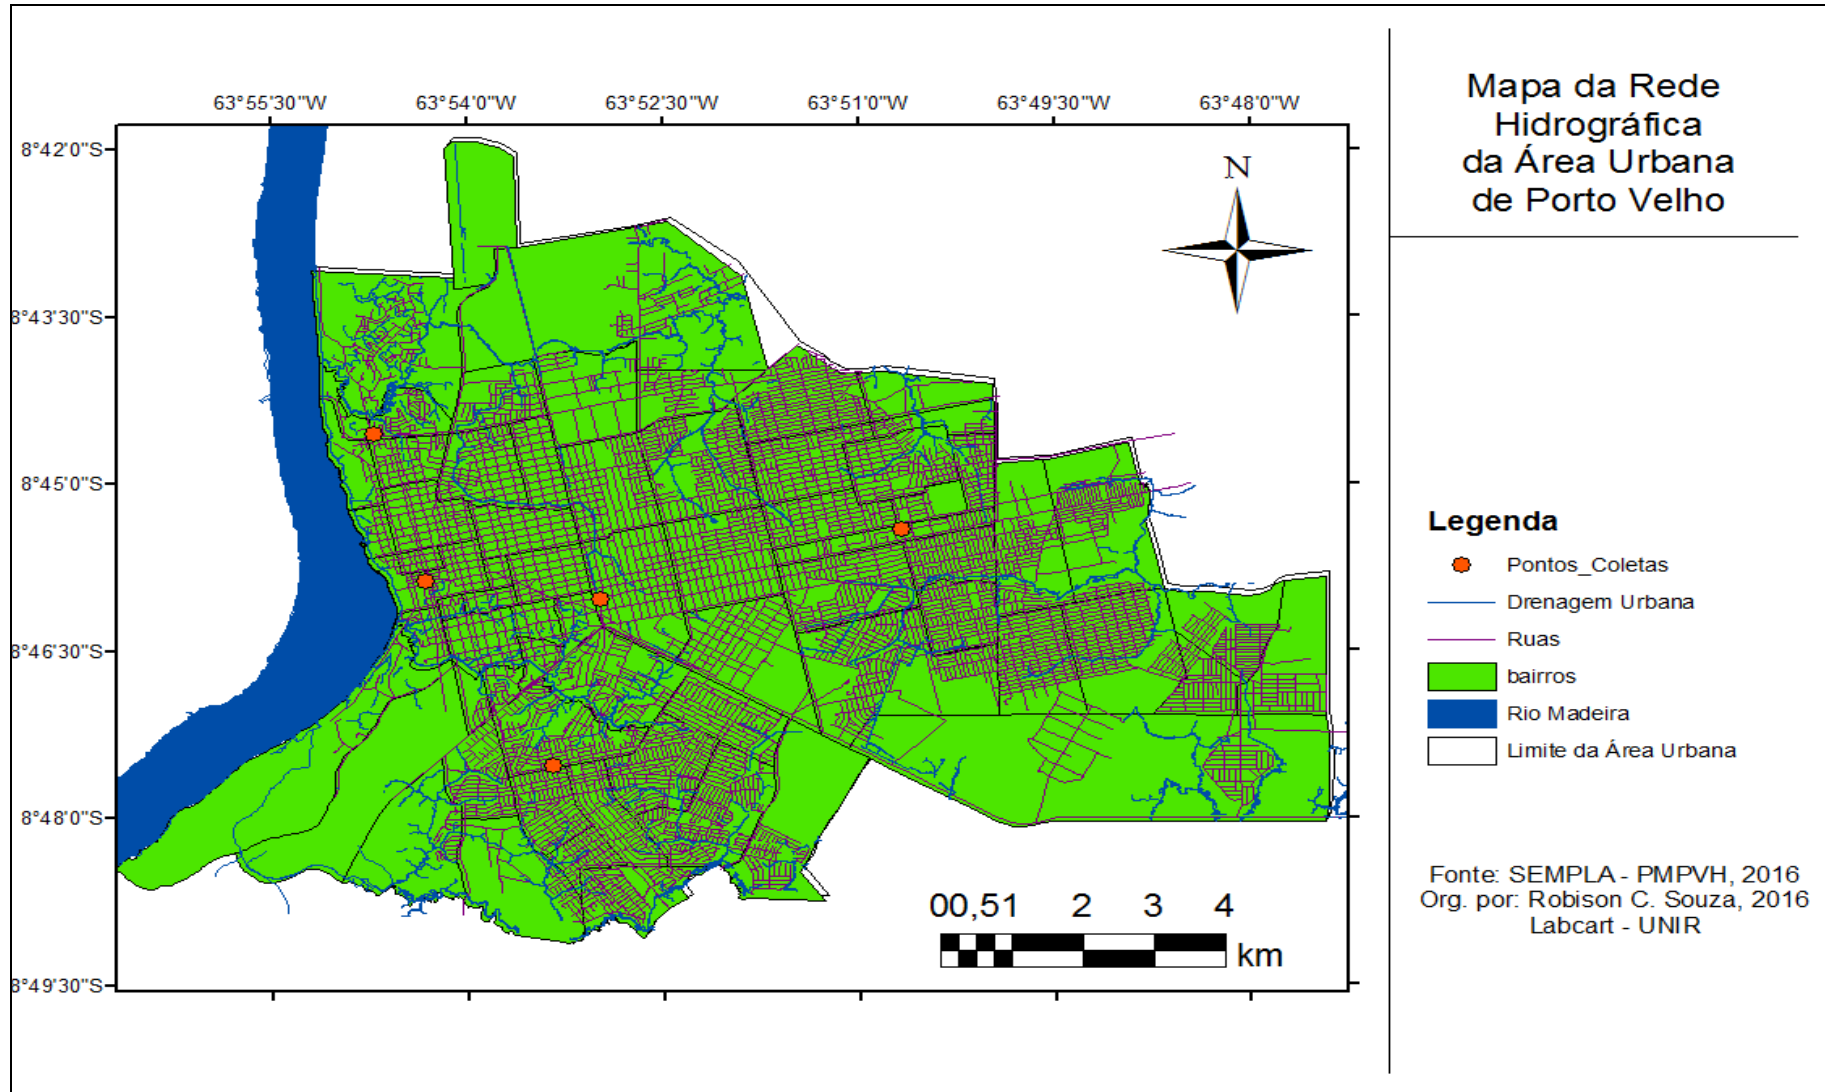 Mapa da Rede
Hidrográfica
da Área Urbana
de Porto Velho
63°55'30"W 63°54'0"W 63°52'30"W 63°51'0"W 63°49'30"W 63°48'0"W
8°42'0"S
8°43'30"S
8°45'0"S
8°46'30"S
8°48'0"S
8°49'30"S
N
00,51 2 3 4
km
Legenda
Pontos_Coletas
Drenagem Urbana
Ruas
bairros
Rio Madeira
Limite da Área Urbana
Fonte: SEMPLA - PMPVH, 2016
Org. por: Robison C. Souza, 2016
Labcart - UNIR